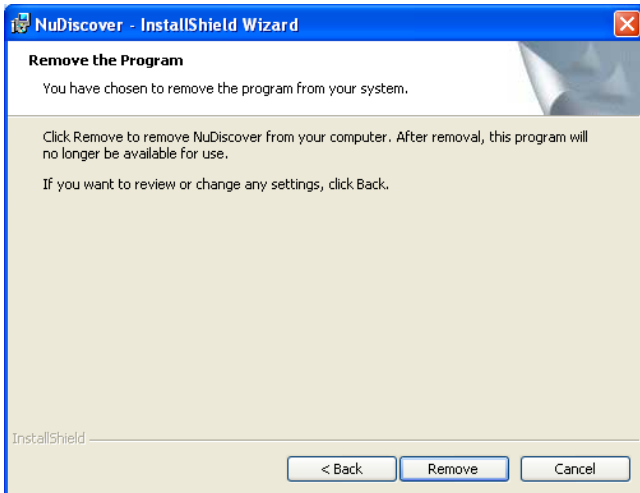 NuDiscover - InstallShield Wizard
Remove the Program
You have chosen to remove the program from your system.
Click Remove to remove NuDiscover from your computer. After removal, this program will
no longer be available for use.
If you want to review or change any settings, click Back.
InstallShield
< Back
Remove
Cancel